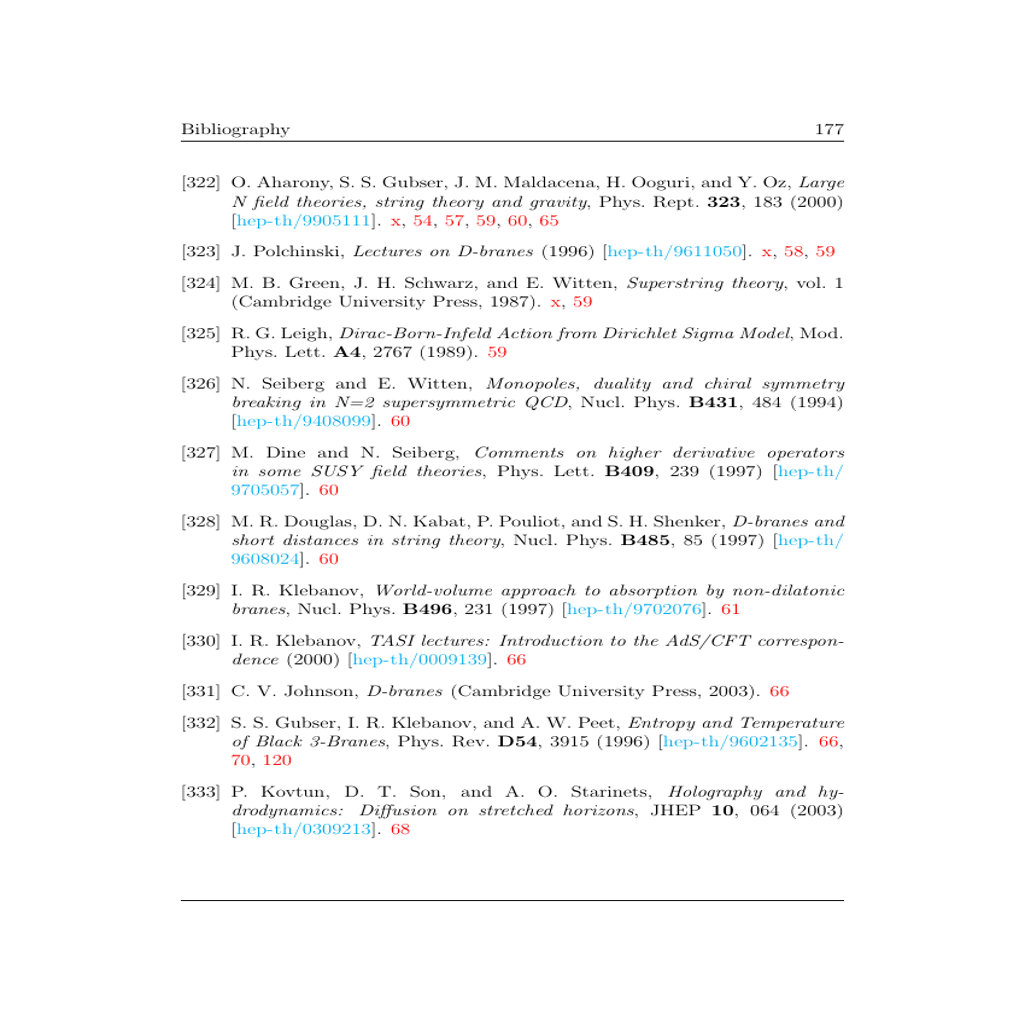 Bibliography 177
[322] O. Aharony, S. S. Gubser, J. M. Maldacena, H. Ooguri, and Y. Oz, Large
N field theories, string theory and gravity, Phys. Rept. 323, 183 (2000)
[hep-th/9905111]. x, 54, 57, 59, 60, 65
[323] J. Polchinski, Lectures on D-branes (1996) [hep-th/9611050]. x, 58, 59
[324] M. B. Green, J. H. Schwarz, and E. Witten, Superstring theory, vol. 1
(Cambridge University Press, 1987). x, 59
[325] R. G. Leigh, Dirac-Born-Infeld Action from Dirichlet Sigma Model, Mod.
Phys. Lett. A4, 2767 (1989). 59
[326] N. Seiberg and E. Witten, Monopoles, duality and chiral symmetry
breaking in N=2 supersymmetric QCD, Nucl. Phys. B431, 484 (1994)
[hep-th/9408099]. 60
[327] M. Dine and N. Seiberg, Comments on higher derivative operators
in some SUSY field theories, Phys. Lett. B409, 239 (1997) [hep-th/
9705057]. 60
[328] M. R. Douglas, D. N. Kabat, P. Pouliot, and S. H. Shenker, D-branes and
short distances in string theory, Nucl. Phys. B485, 85 (1997) [hep-th/
9608024]. 60
[329] I. R. Klebanov, World-volume approach to absorption by non-dilatonic
branes, Nucl. Phys. B496, 231 (1997) [hep-th/9702076]. 61
[330] I. R. Klebanov, TASI lectures: Introduction to the AdS/CFT correspon-
dence (2000) [hep-th/0009139]. 66
[331] C. V. Johnson, D-branes (Cambridge University Press, 2003). 66
[332] S. S. Gubser, I. R. Klebanov, and A. W. Peet, Entropy and Temperature
of Black 3-Branes, Phys. Rev. D54, 3915 (1996) [hep-th/9602135]. 66,
70, 120
[333] P. Kovtun, D. T. Son, and A. O. Starinets, Holography and hy-
drodynamics: Diffusion on stretched horizons, JHEP 10, 064 (2003)
[hep-th/0309213]. 68